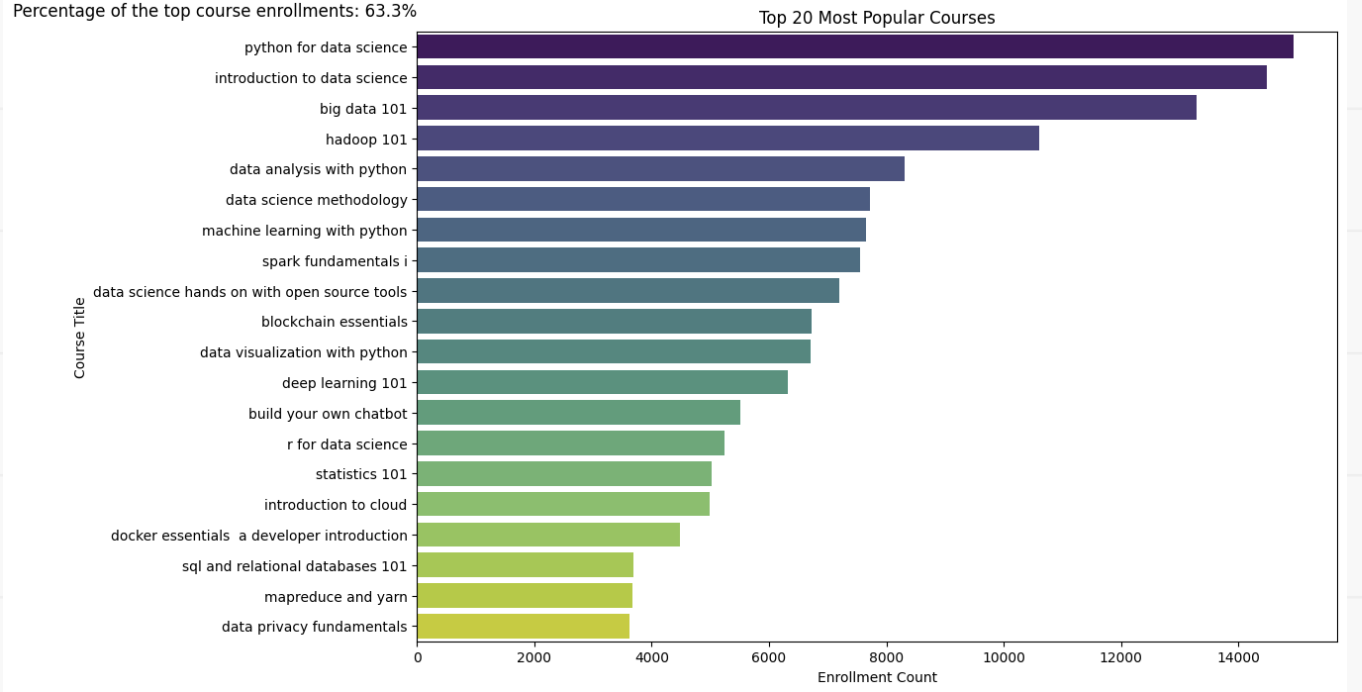 Percentage of the top course enrollments: 63.3%
Top 20 Most Popular Courses
Course Title
python for data science
introduction to data science
big data 101
hadoop 101
data analysis with python
data science methodology
machine learning with python
spark fundamentals i
data science hands on with open source tools
blockchain essentials
data visualization with python
deep learning 101
build your own chatbot
r for data science
statistics 101
introduction to cloud
docker essentials  a developer introduction
sql and relational databases 101
mapreduce and yarn
data privacy fundamentals
0 2000 4000 6000 8000 10000 12000 14000
Enrollment Count